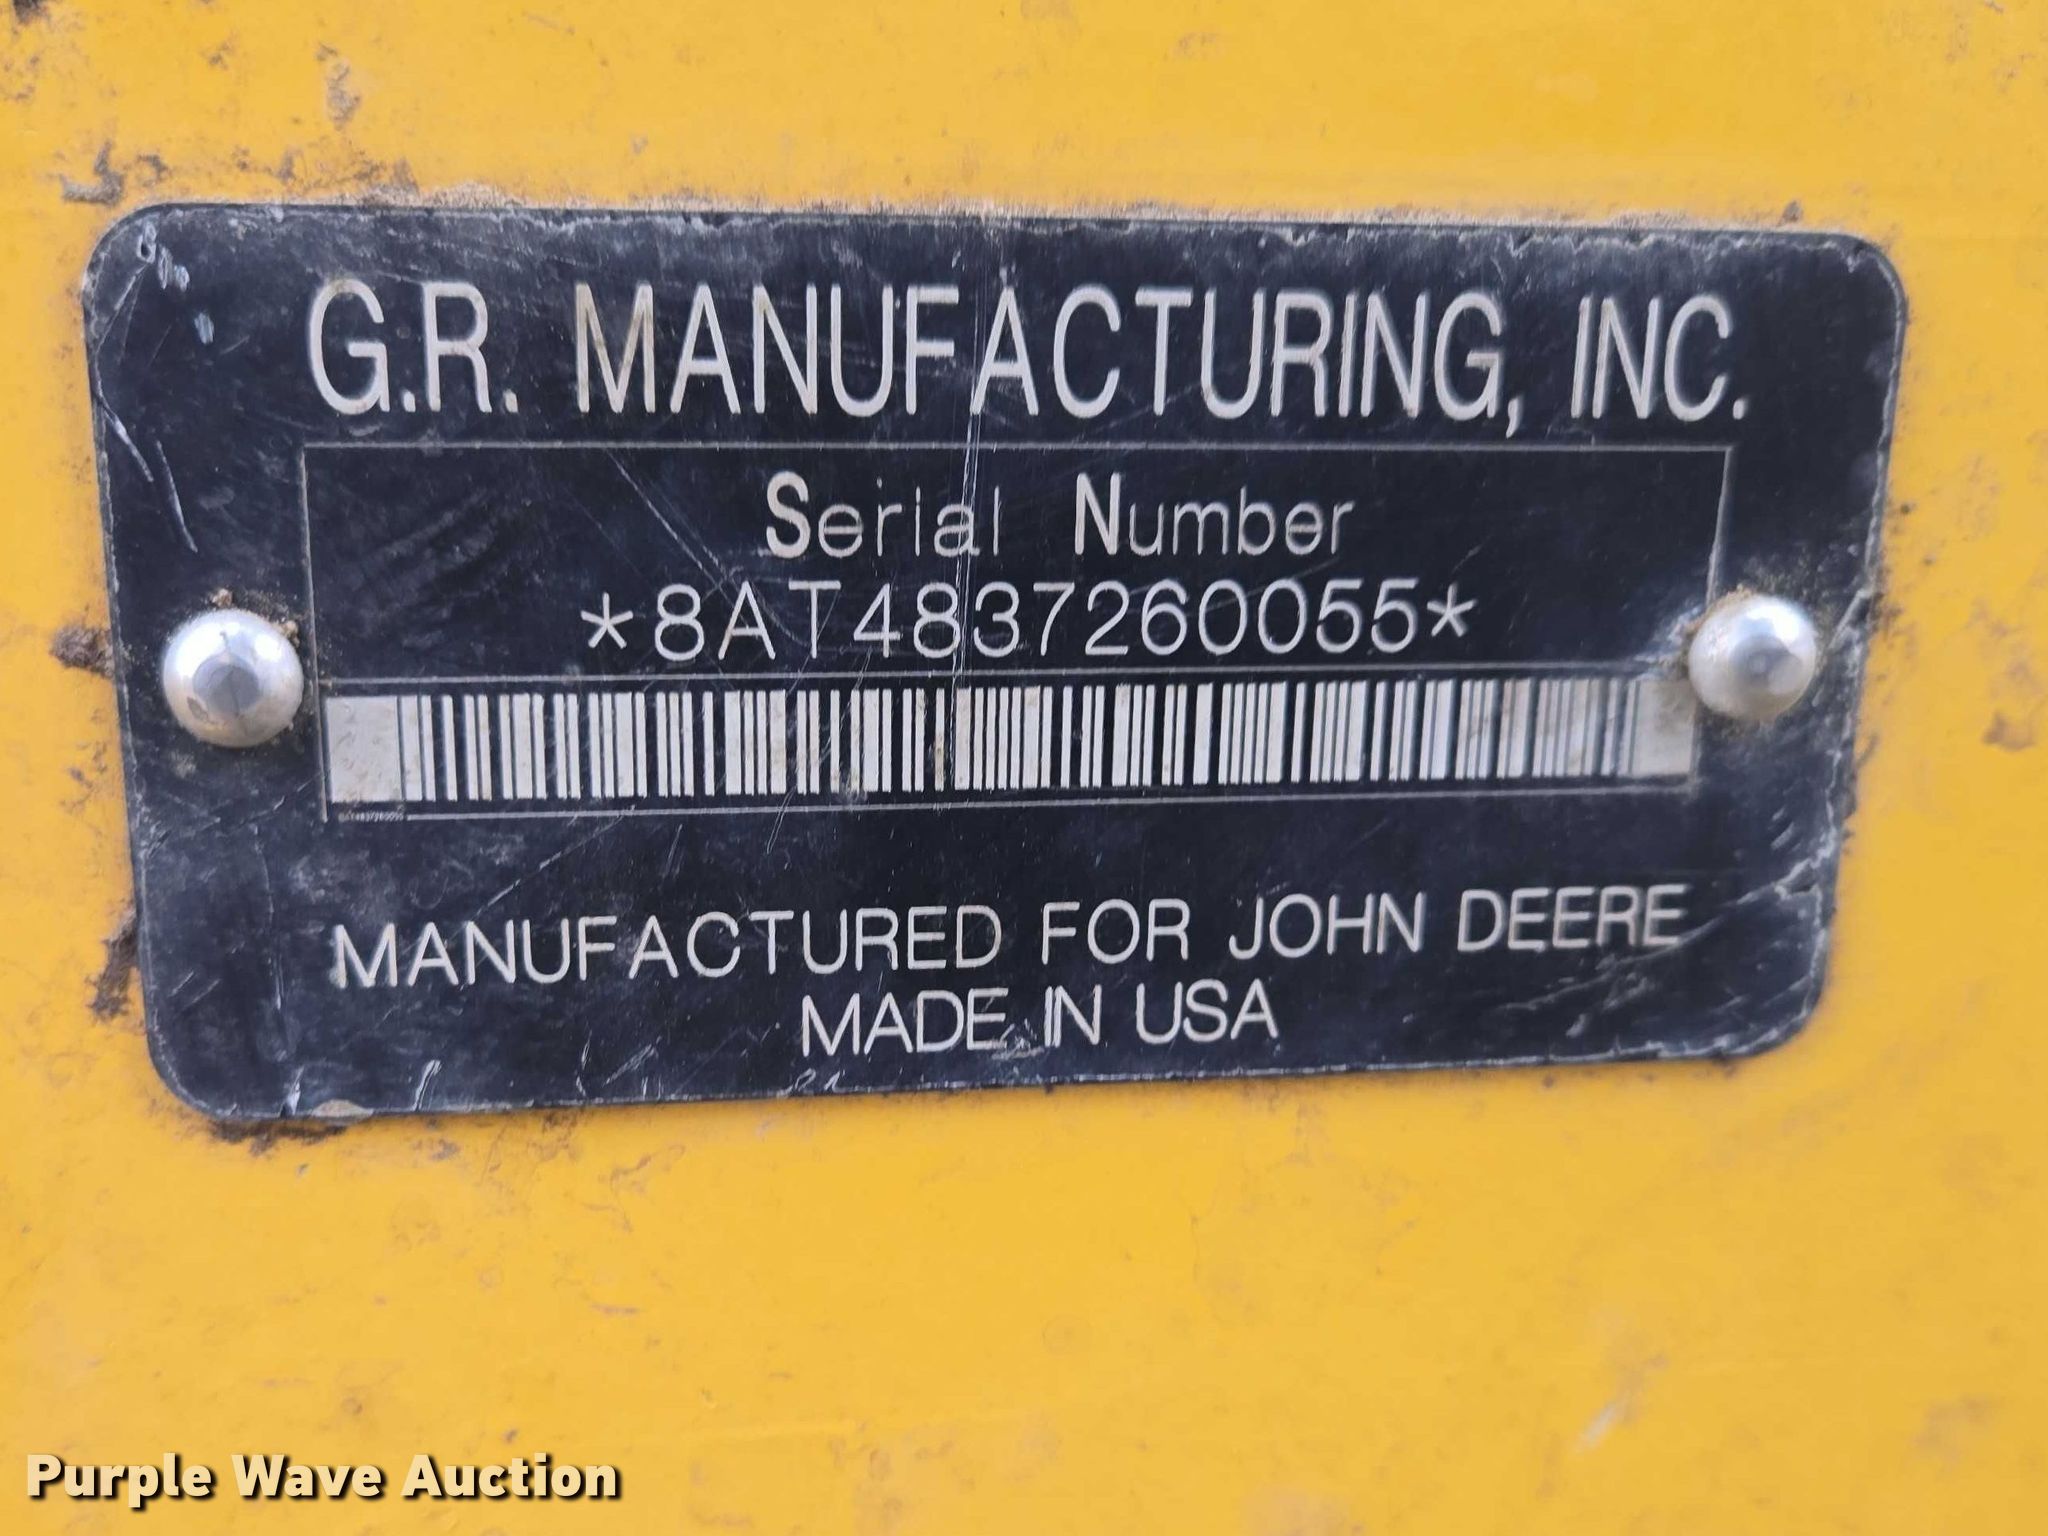 G.R. MANUFACTURING, INC.
Serial Number
*8AT4837260055*
MANUFACTURED FOR JOHN DEERE
MADE IN USA
Purple Wave Auction